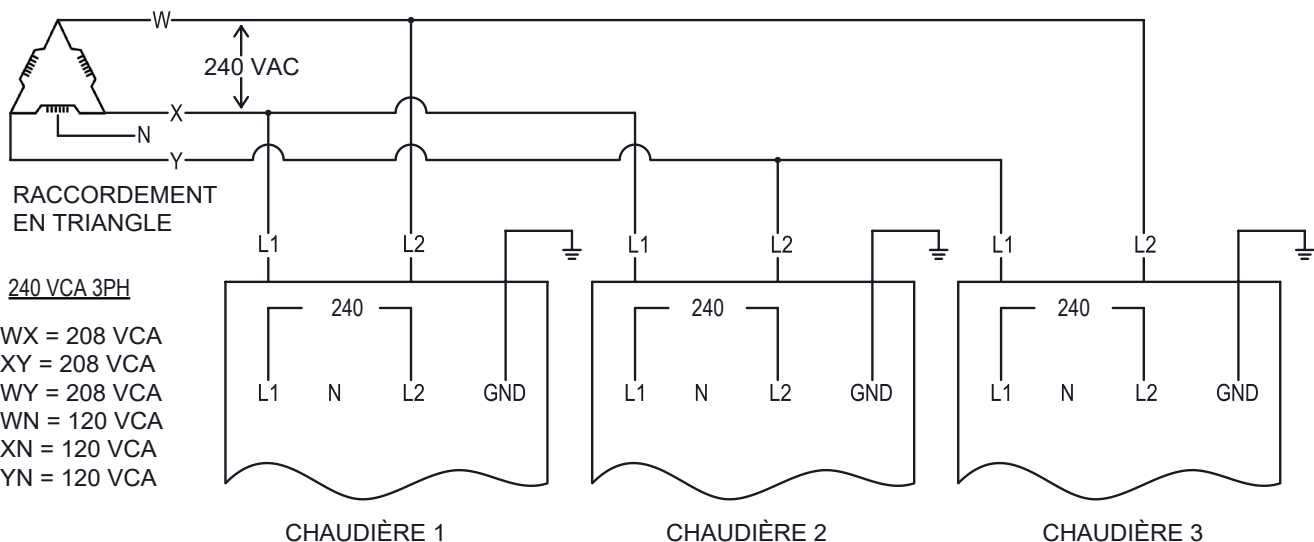 W
240 VAC
X
N
Y
RACCORDEMENT
EN TRIANGLE
L1 L2 L1 L2 L1 L2
240 VCA 3PH
240 240 240
WX = 208 VCA
XY = 208 VCA
WY = 208 VCA
WN = 120 VCA
XN = 120 VCA
YN = 120 VCA
L1 N L2 GND L1 N L2 GND L1 N L2 GND
CHAUDIÈRE 1 CHAUDIÈRE 2 CHAUDIÈRE 3